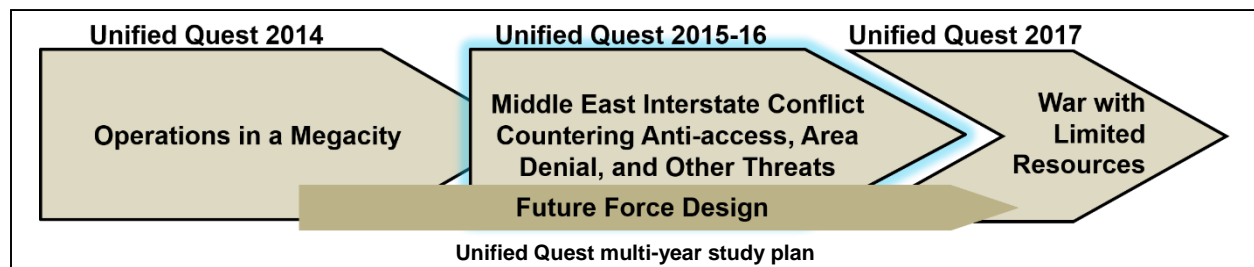 Unified Quest 2014
Unified Quest 2015-16
Unified Quest 2017
Operations in a Megacity
Middle East Interstate Conflict
Countering Anti-access, Area
Denial, and Other Threats
War with
Limited
Resources
Future Force Design
Unified Quest multi-year study plan